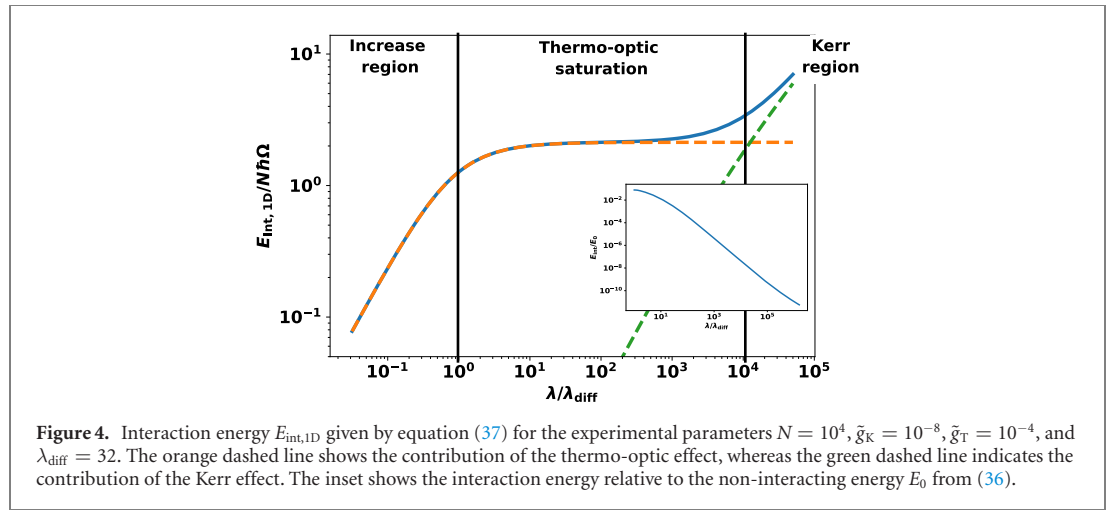 Increase
region
Thermo-optic
saturation
Kerr
region
10¹
10⁰
10⁻¹
E_Int, 1D/NħΩ
10⁻²
10⁻⁴
10⁻⁶
10⁻⁸
10⁻¹⁰
E_int/E_0
10¹ 10³ 10⁵
λ/λ_diff
10⁻¹ 10⁰ 10¹ 10² 10³ 10⁴ 10⁵
λ/λ_diff
Figure 4. Interaction energy E_int,1D given by equation (37) for the experimental parameters N = 10⁴, g̃_K = 10⁻⁸, g̃_T = 10⁻⁴, and
λ_diff = 32. The orange dashed line shows the contribution of the thermo-optic effect, whereas the green dashed line indicates the
contribution of the Kerr effect. The inset shows the interaction energy relative to the non-interacting energy E_0 from (36).